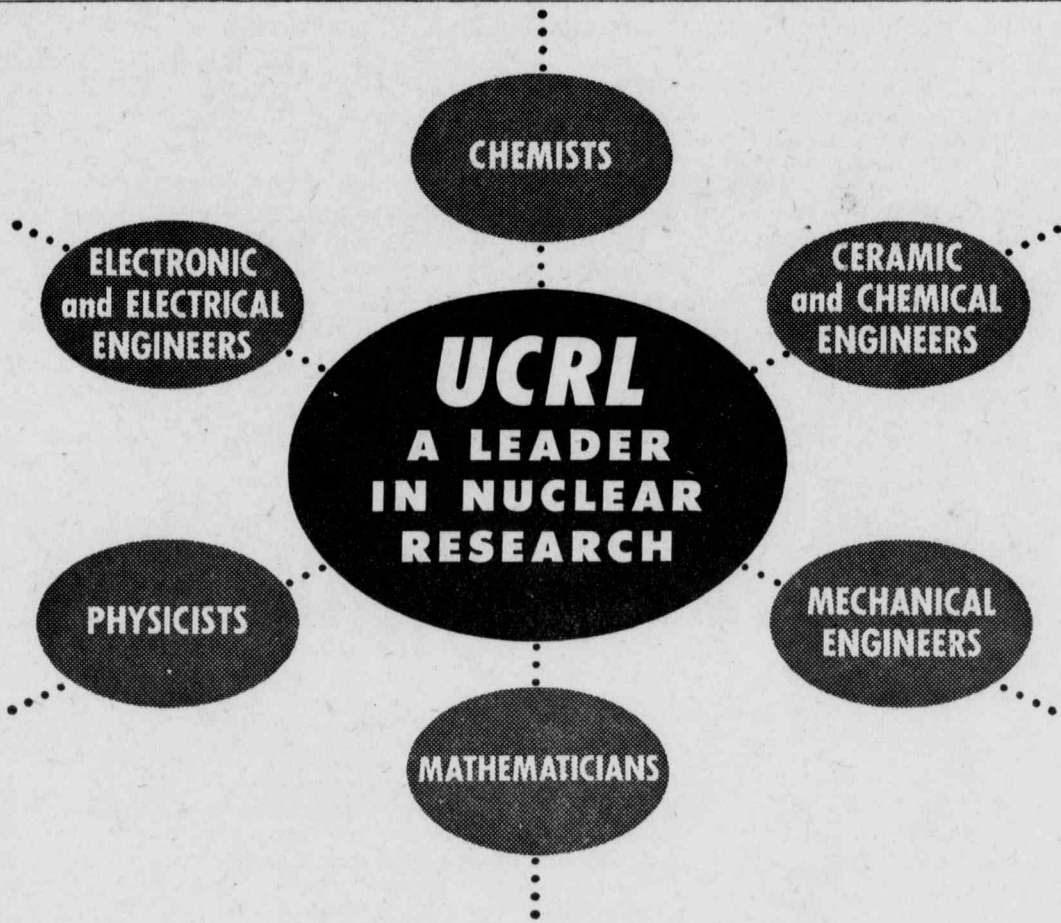 CHEMISTS
ELECTRONIC
and ELECTRICAL
ENGINEERS
CERAMIC
and CHEMICAL
ENGINEERS
UCRL
A LEADER
IN NUCLEAR
RESEARCH
PHYSICISTS
MECHANICAL
ENGINEERS
MATHEMATICIANS